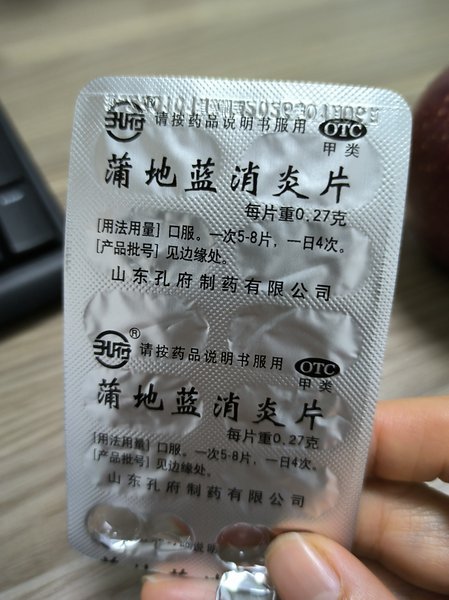 孔府 ® 请按药品说明书服用 OTC
甲类
蒲地蓝消炎片
每片重0.27克
[用法用量] 口服。一次5-8片，一日4次。
[产品批号] 见边缘处。
山东孔府制药有限公司
孔府 ® 请按药品说明书服用 OTC
甲类
蒲地蓝消炎片
每片重0.27克
[用法用量] 口服。一次5-8片，一日4次。
[产品批号] 见边缘处。
山东孔府制药有限公司